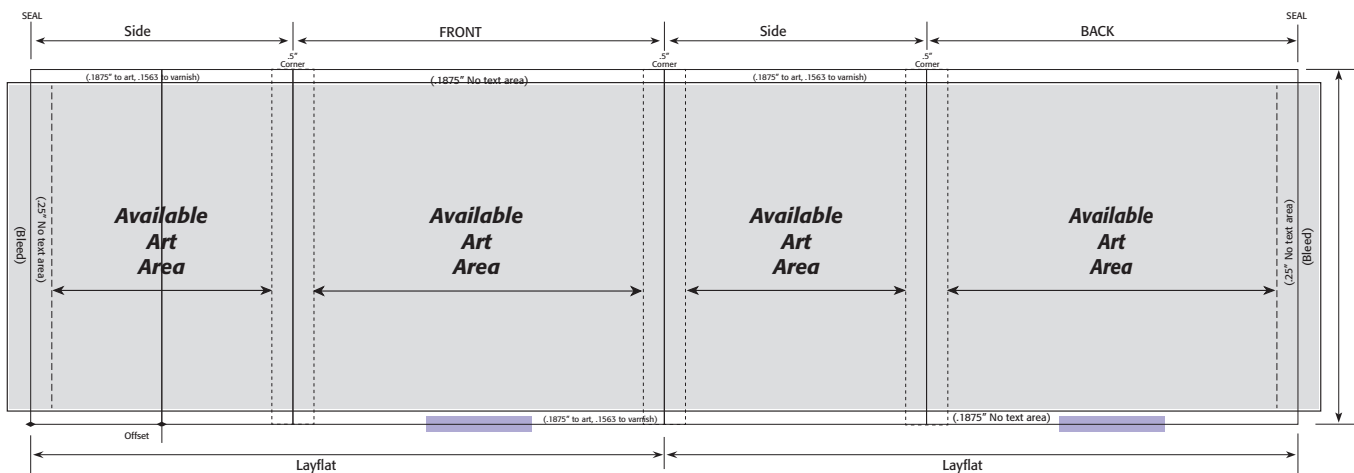 SEAL
SEAL
Side
FRONT
Side
BACK
.5"
Corner
.5"
Corner
.5"
Corner
(.1875" to art, .1563 to varnish)
(.1875" No text area)
(.1875" to art, .1563 to varnish)
(Bleed)
(.25" No text area)
Available
Art
Area
Available
Art
Area
Available
Art
Area
Available
Art
Area
(.25" No text area)
(Bleed)
(.1875" to art, .1563 to varnish)
(.1875" No text area)
Offset
Layflat
Layflat